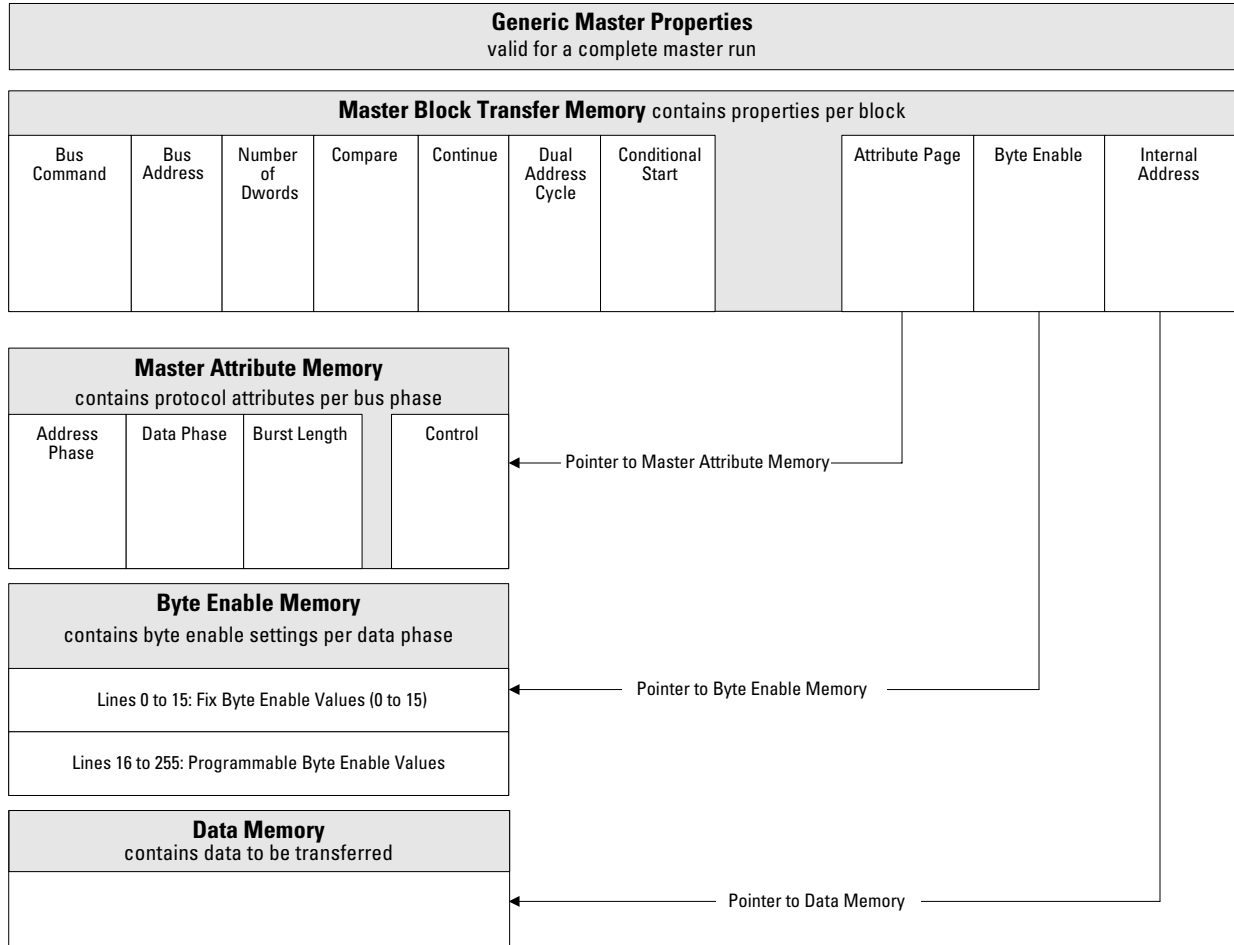 Generic Master Properties
valid for a complete master run
Master Block Transfer Memory contains properties per block
Bus
Command
Bus
Address
Number
of
Dwords
Compare
Continue
Dual
Address
Cycle
Conditional
Start
Attribute Page
Byte Enable
Internal
Address
Master Attribute Memory
contains protocol attributes per bus phase
Address
Phase
Data Phase
Burst Length
Control
Pointer to Master Attribute Memory
Byte Enable Memory
contains byte enable settings per data phase
Lines 0 to 15: Fix Byte Enable Values (0 to 15)
Pointer to Byte Enable Memory
Lines 16 to 255: Programmable Byte Enable Values
Data Memory
contains data to be transferred
Pointer to Data Memory